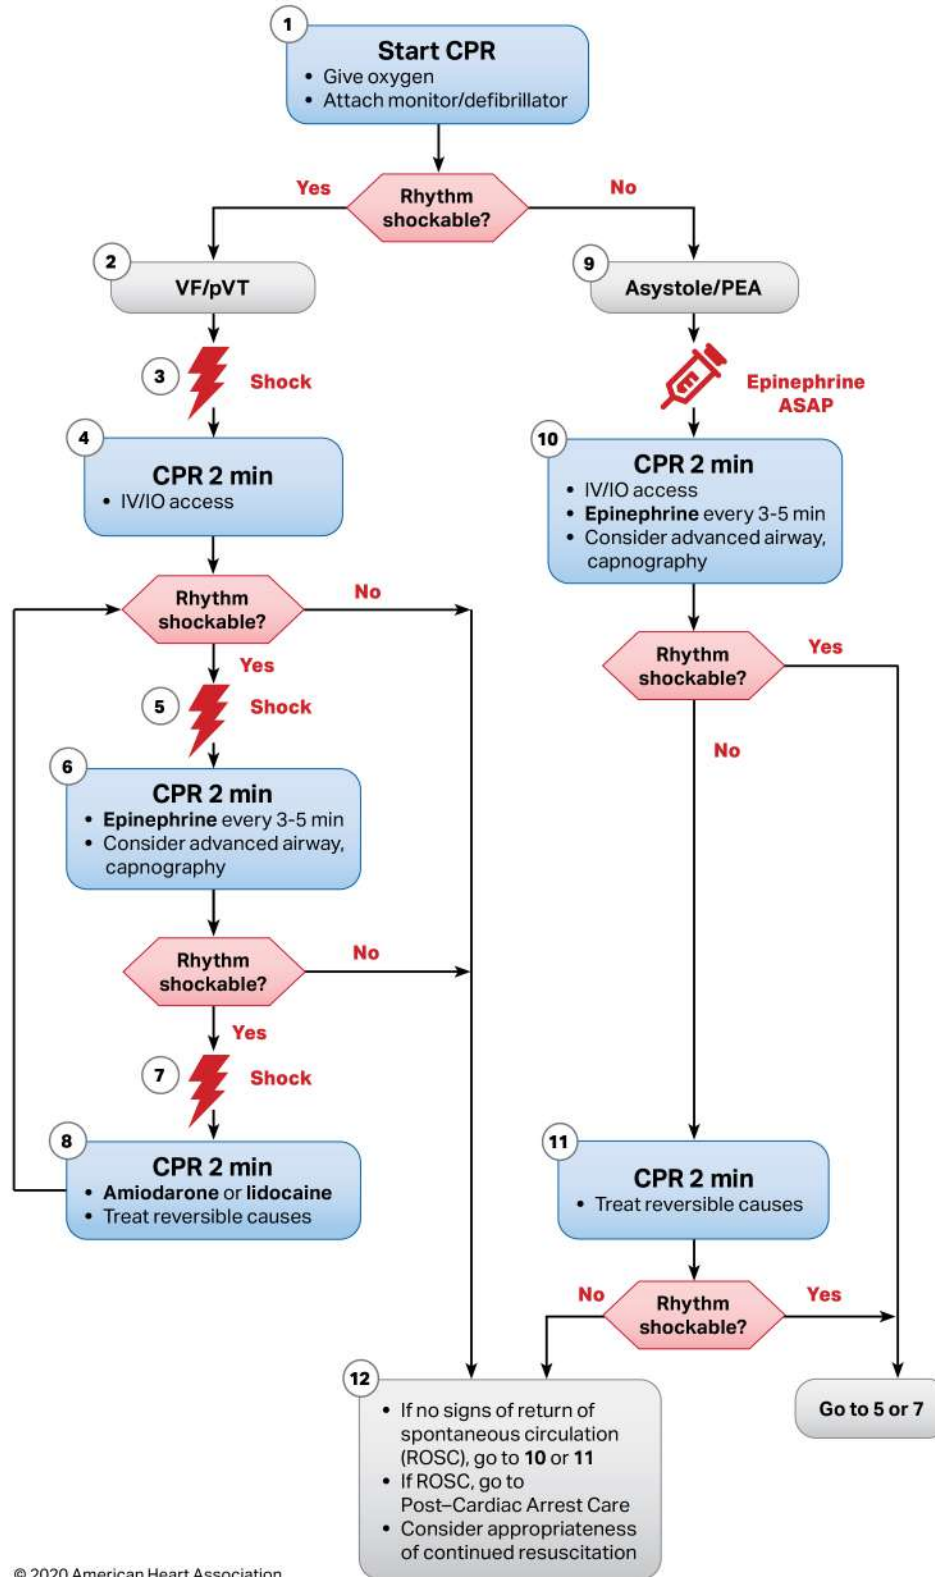 1
Start CPR
• Give oxygen
• Attach monitor/defibrillator
Yes
Rhythm
shockable?
No
2
VF/pVT
3
Shock
4
CPR 2 min
• IV/IO access
Rhythm
shockable?
No
Yes
5
Shock
6
CPR 2 min
• Epinephrine every 3-5 min
• Consider advanced airway,
capnography
Rhythm
shockable?
No
Yes
7
Shock
8
CPR 2 min
• Amiodarone or lidocaine
• Treat reversible causes
9
Asystole/PEA
Epinephrine
ASAP
10
CPR 2 min
• IV/IO access
• Epinephrine every 3-5 min
• Consider advanced airway,
capnography
Rhythm
shockable?
Yes
No
11
CPR 2 min
• Treat reversible causes
No
Rhythm
shockable?
Yes
12
• If no signs of return of
spontaneous circulation
(ROSC), go to 10 or 11
• If ROSC, go to
Post–Cardiac Arrest Care
• Consider appropriateness
of continued resuscitation
Go to 5 or 7
© 2020 American Heart Association